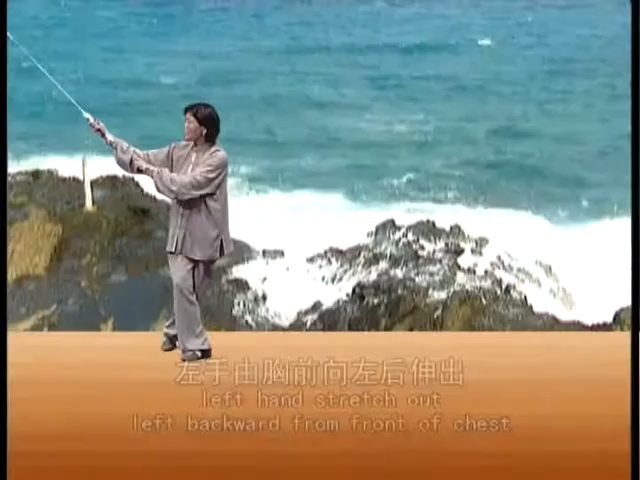 左手由胸前向左后伸出
left hand stretch out
left backward from front of chest